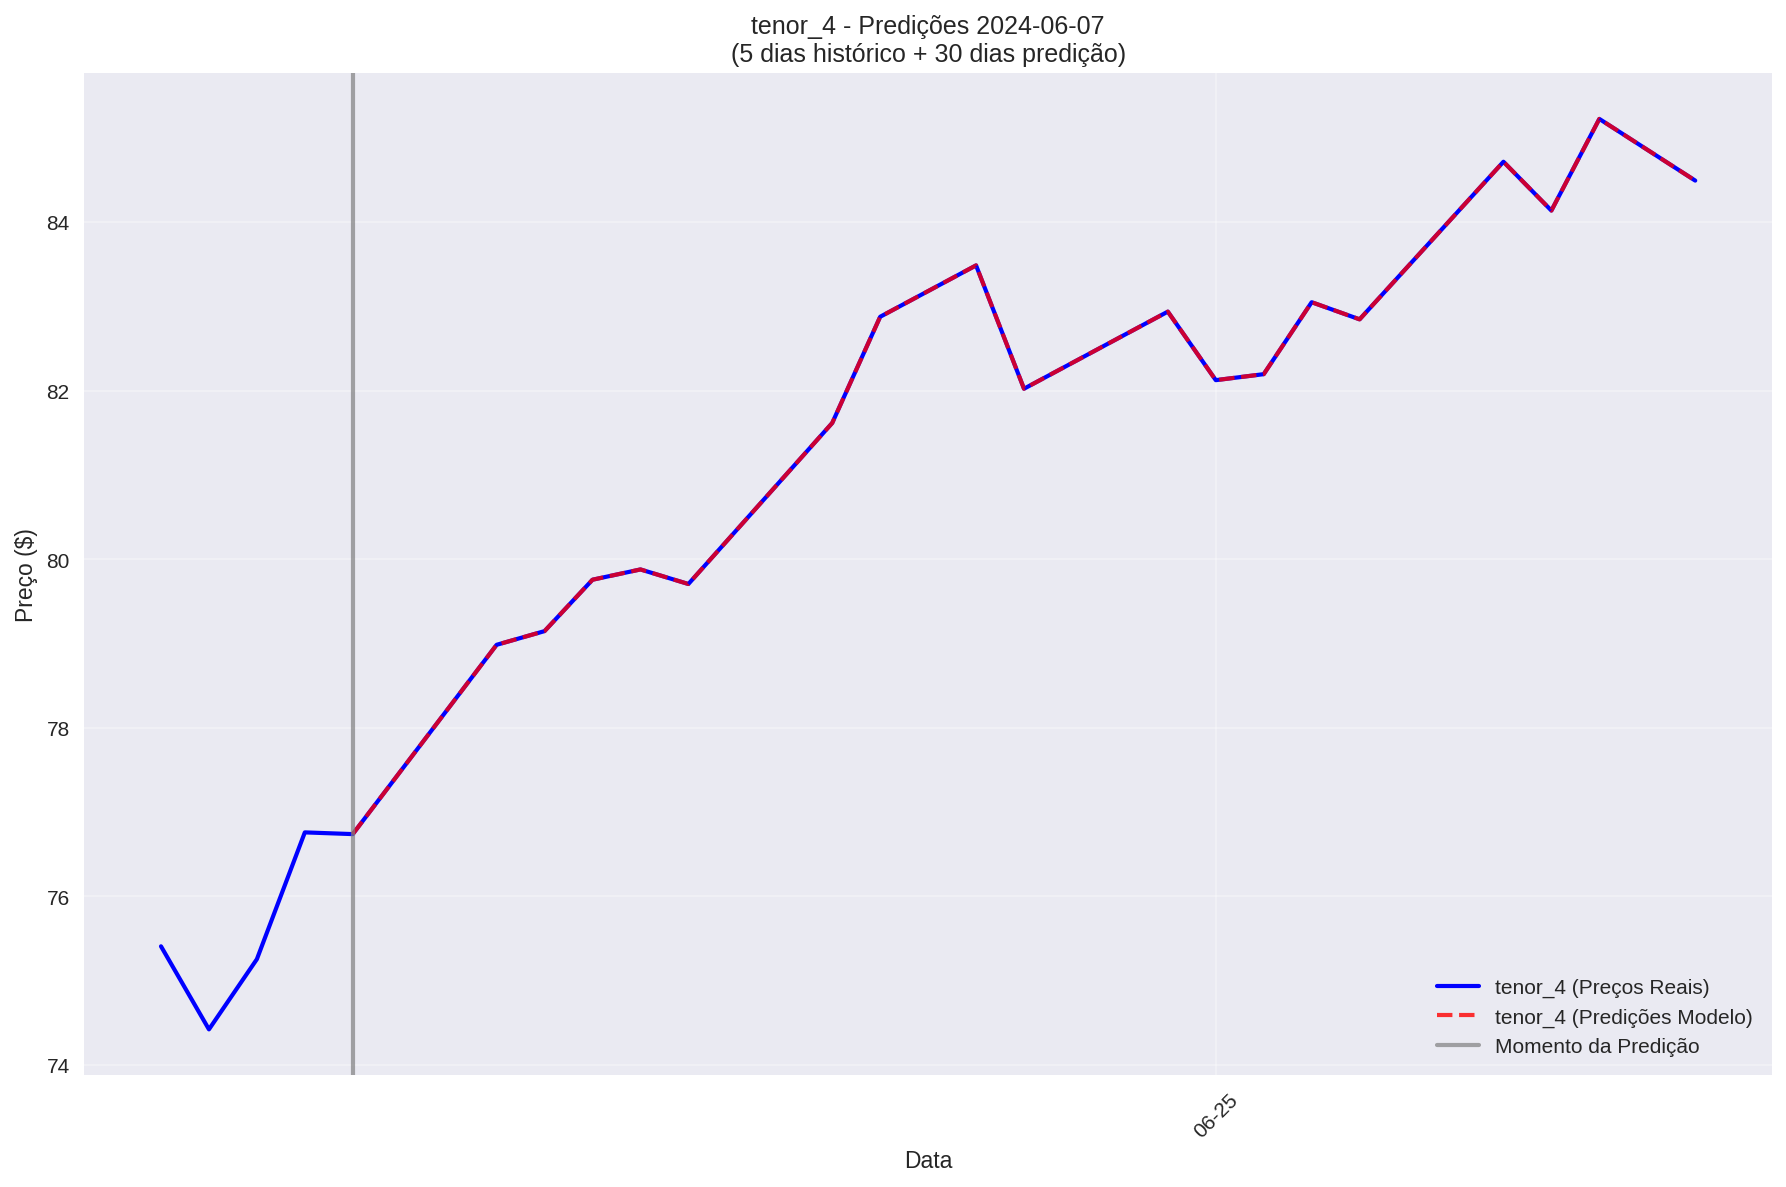 tenor_4 - Predições 2024-06-07
(5 dias histórico + 30 dias predição)
Preço ($)
84
82
80
78
76
74
tenor_4 (Preços Reais)
tenor_4 (Predições Modelo)
Momento da Predição
06-25
Data